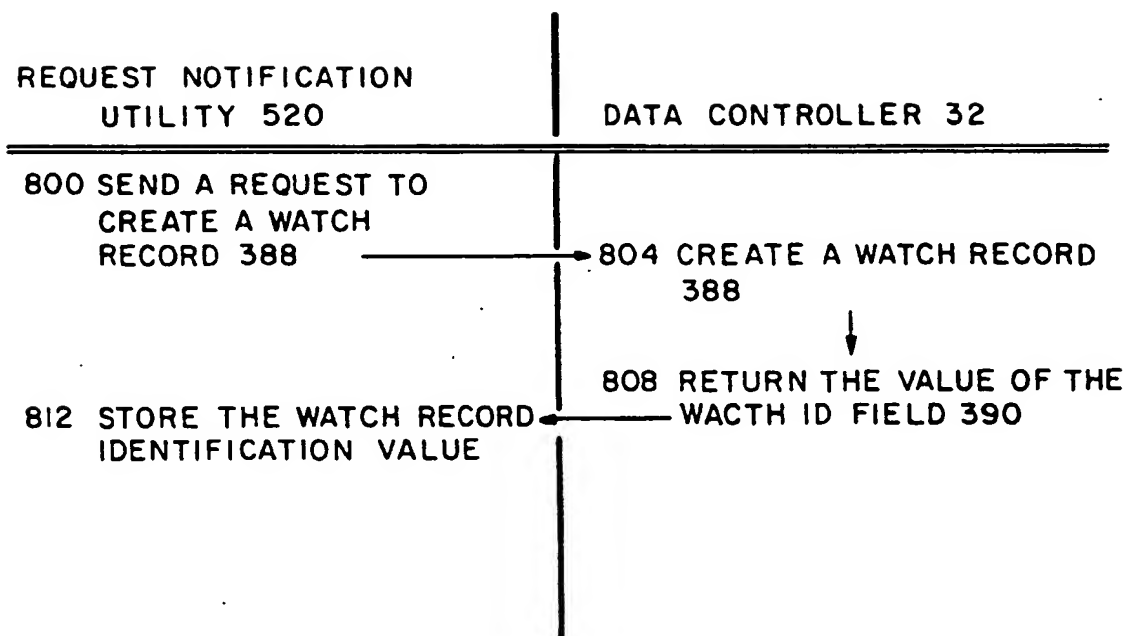 REQUEST NOTIFICATION
UTILITY 520
DATA CONTROLLER 32
800 SEND A REQUEST TO
CREATE A WATCH
RECORD 388
804 CREATE A WATCH RECORD
388
808 RETURN THE VALUE OF THE
WACTH ID FIELD 390
812 STORE THE WATCH RECORD
IDENTIFICATION VALUE